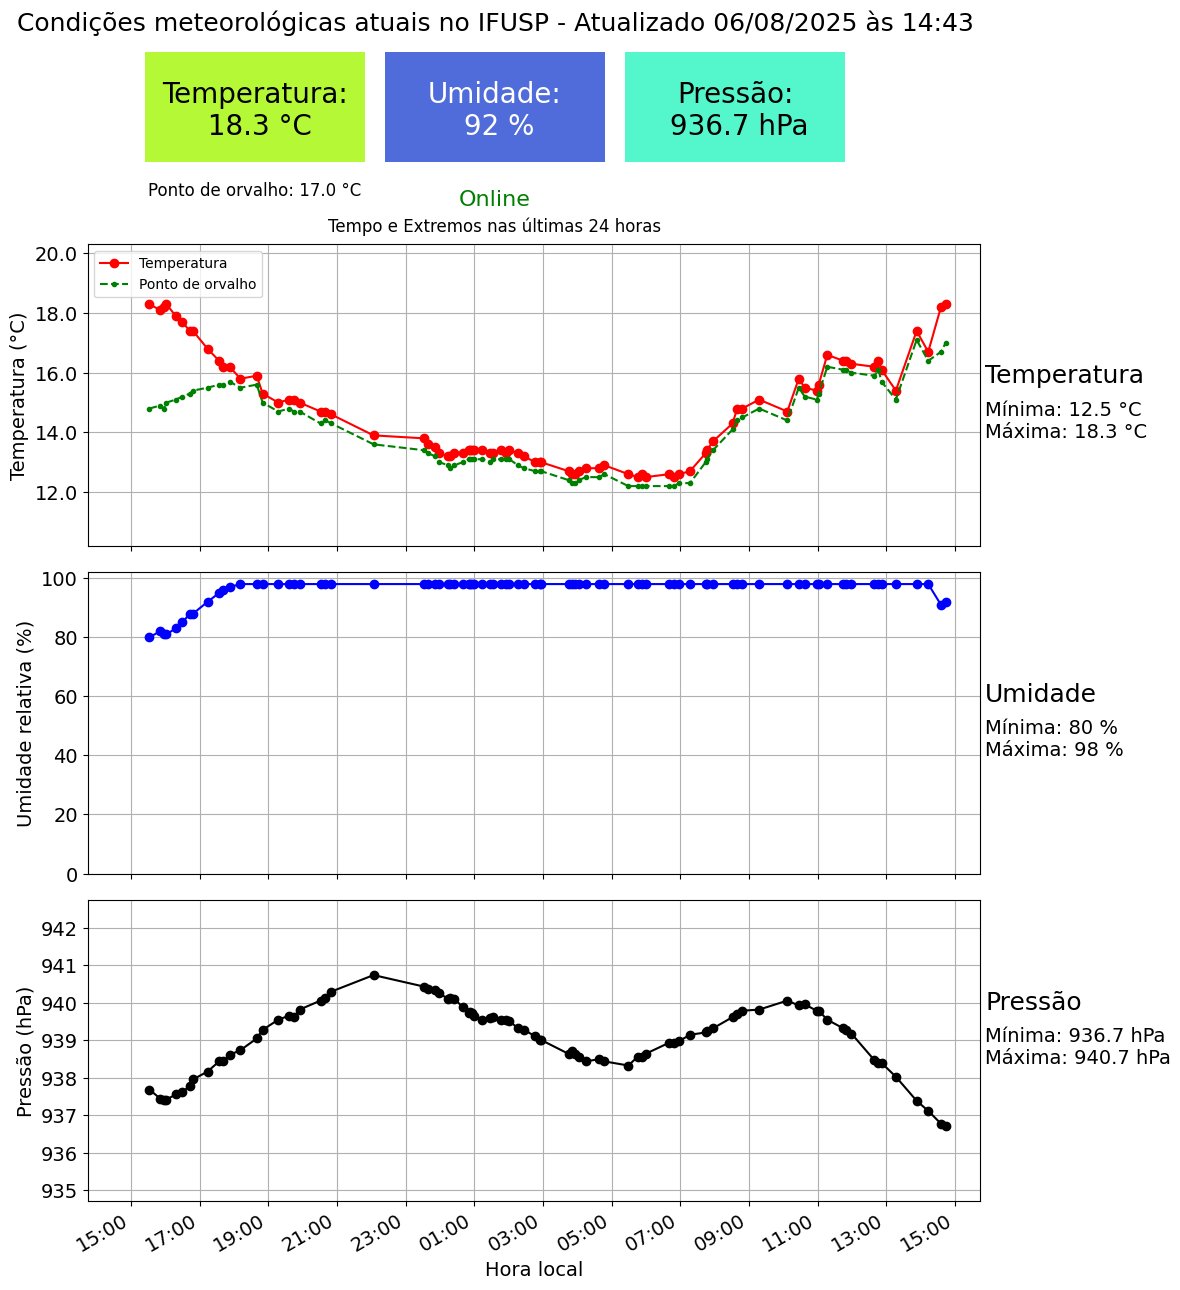 Condições meteorológicas atuais no IFUSP - Atualizado 06/08/2025 às 14:43
Temperatura:
18.3 °C
Umidade:
92 %
Pressão:
936.7 hPa
Ponto de orvalho: 17.0 °C
Online
Tempo e Extremos nas últimas 24 horas
Temperatura
Ponto de orvalho
Temperatura (°C)
20.0
18.0
16.0
14.0
12.0
Temperatura
Mínima: 12.5 °C
Máxima: 18.3 °C
Umidade relativa (%)
100
80
60
40
20
0
Umidade
Mínima: 80 %
Máxima: 98 %
Pressão (hPa)
942
941
940
939
938
937
936
935
Pressão
Mínima: 936.7 hPa
Máxima: 940.7 hPa
15:00 17:00 19:00 21:00 23:00 01:00 03:00 05:00 07:00 09:00 11:00 13:00 15:00
Hora local